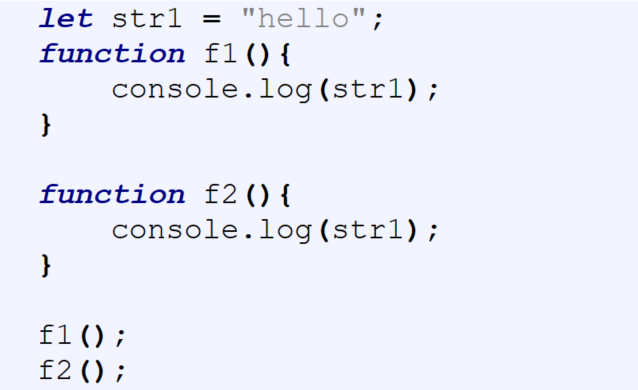 let str1 = "hello";
function f1(){
    console.log(str1);
}

function f2(){
    console.log(str1);
}

f1();
f2();